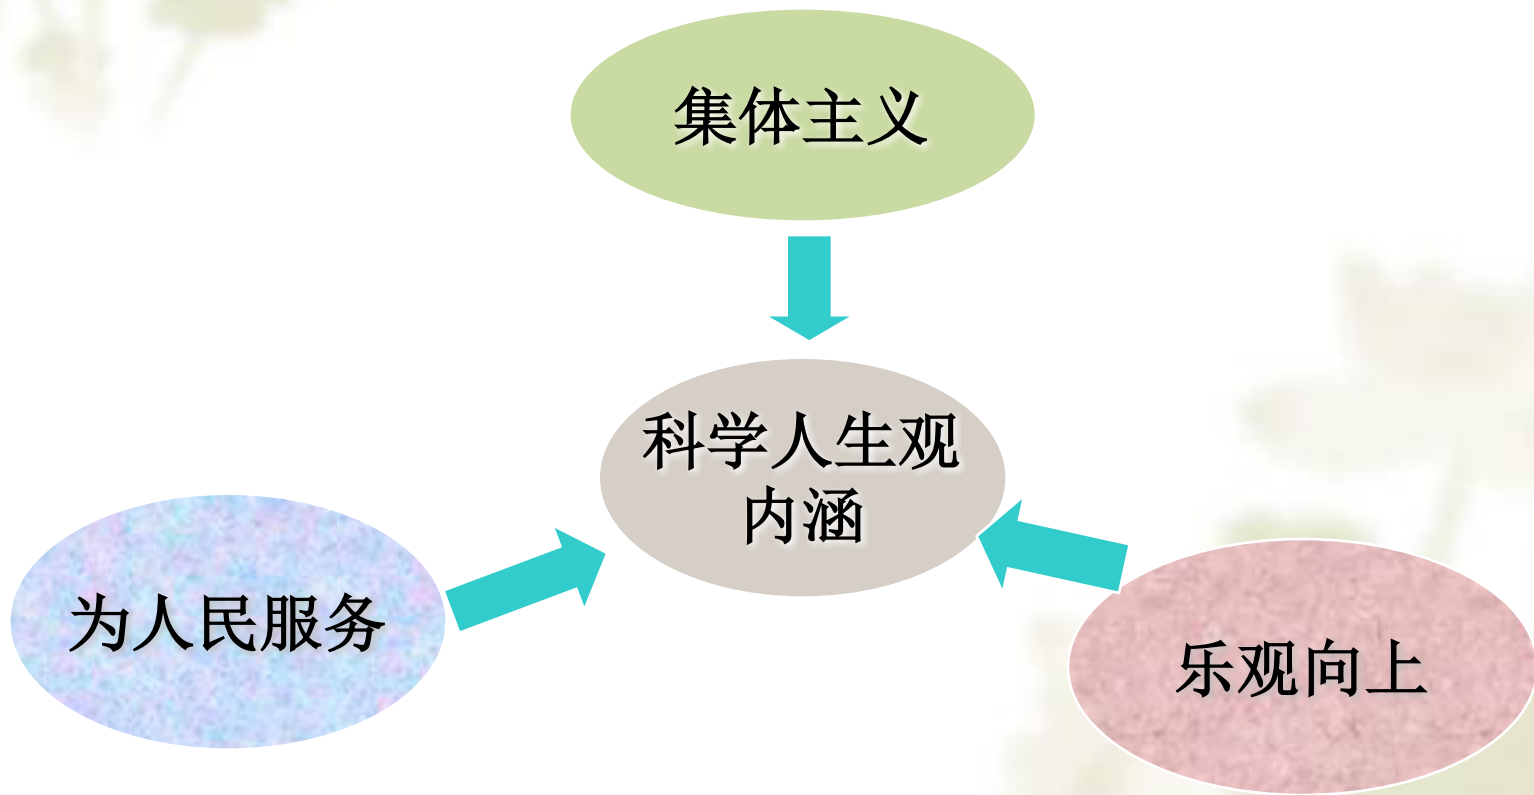 集体主义
科学人生观
内涵
为人民服务
乐观向上